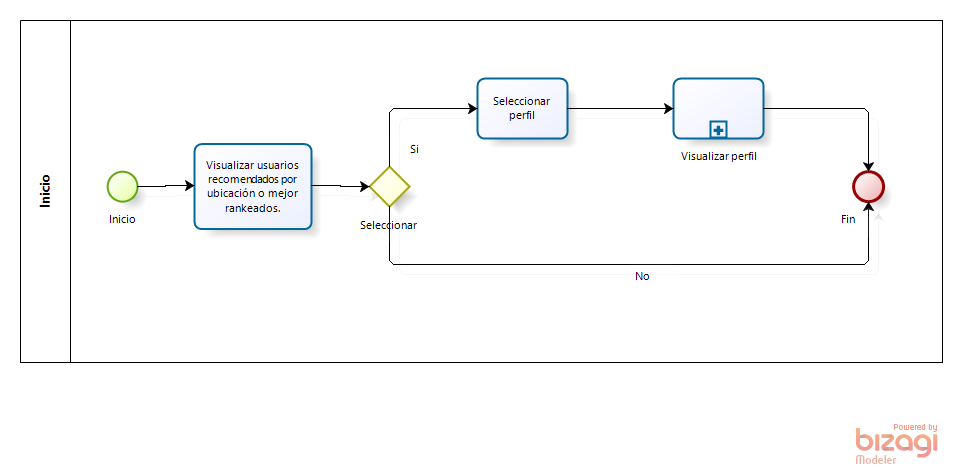 Inicio
Inicio
Visualizar usuarios
recomendados por
ubicación o mejor
rankeados.
Seleccionar
Si
Seleccionar
perfil
Visualizar perfil
No
Fin
Powered by
bizagi
Modeler